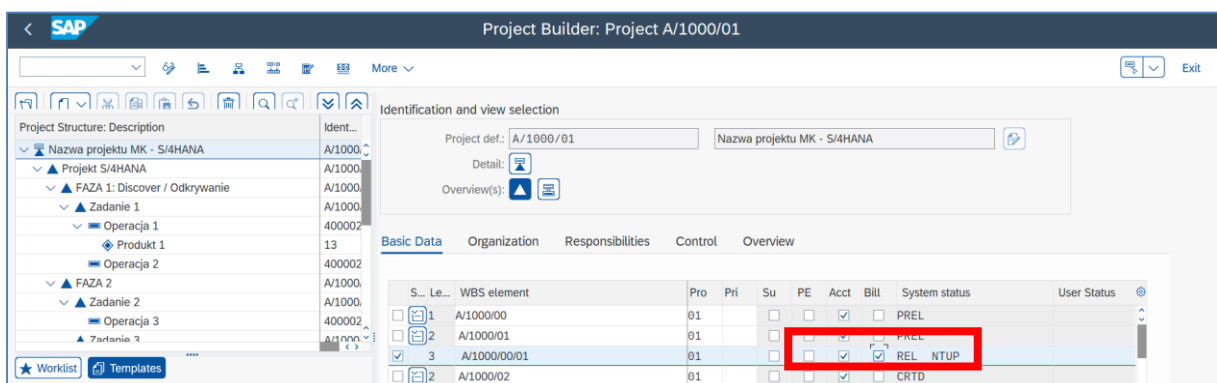 SAP
Project Builder: Project A/1000/01
More
Exit
Project Structure: Description Ident...
Nazwa projektu MK - S/4HANA A/1000/
Projekt S/4HANA A/1000/
FAZA 1: Discover / Odkrywanie A/1000/
Zadanie 1 A/1000/
Operacja 1 400002
Produkt 1 13
Operacja 2 400002
FAZA 2 A/1000/
Zadanie 2 A/1000/
Operacja 3 400002
Zadanie 3 A/1000
Worklist Templates
Identification and view selection
Project def.: A/1000/01 Nazwa projektu MK - S/4HANA
Detail:
Overview(s):
Basic Data Organization Responsibilities Control Overview
S... Le... WBS element Pro Pri Su PE Acct Bill System status User Status
1 A/1000/00 01 PREL
2 A/1000/01 01 PREL
3 A/1000/00/01 01 REL NTUP
2 A/1000/02 01 CRTD